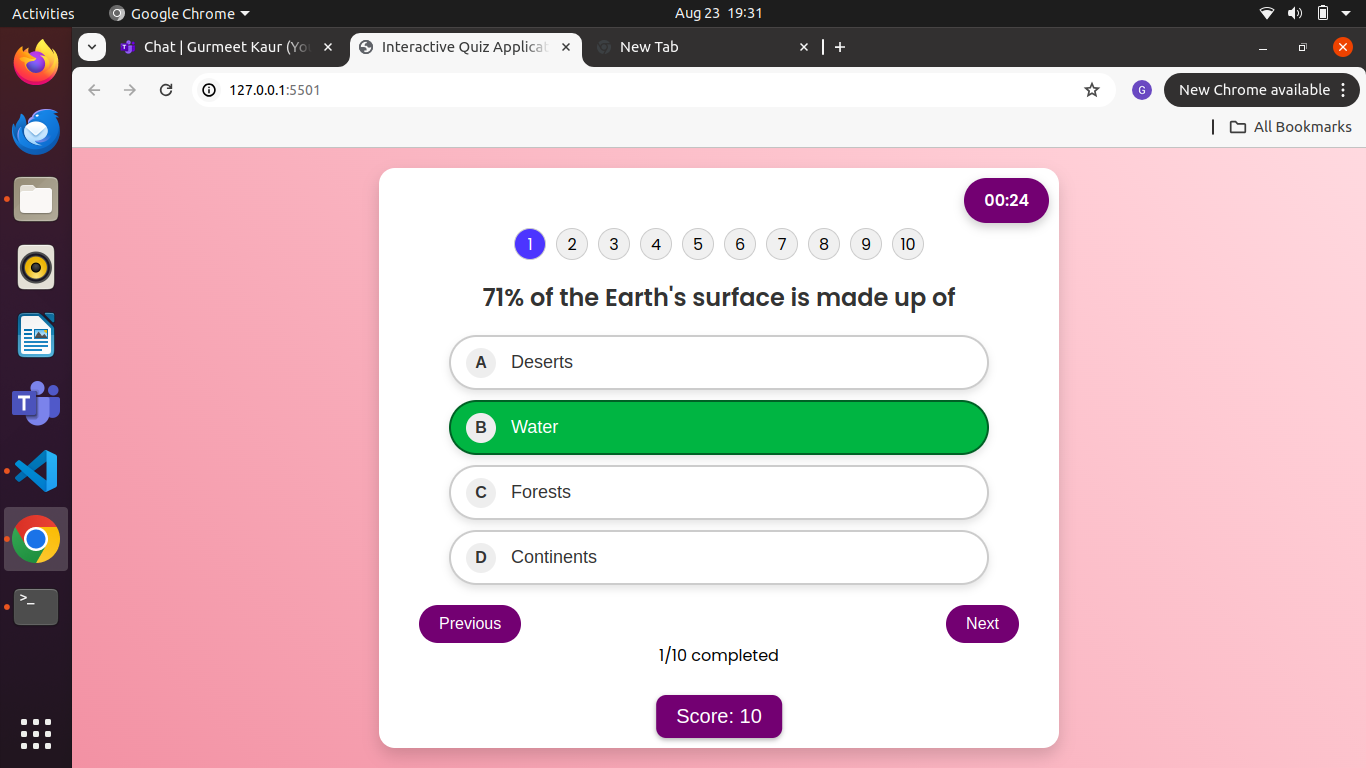 Activities Google Chrome Aug 23 19:31
Chat | Gurmeet Kaur Interactive Quiz Applicat New Tab
127.0.0.1:5501 G New Chrome available
All Bookmarks
00:24
1 2 3 4 5 6 7 8 9 10
71% of the Earth's surface is made up of
A Deserts
B Water
C Forests
D Continents
Previous Next
1/10 completed
Score: 10
T
>_